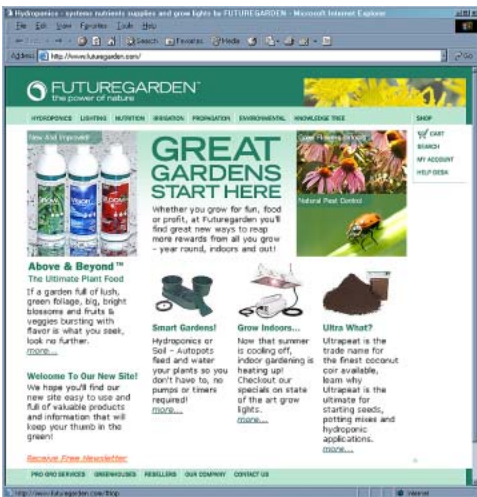 Hydroponics - systems nutrients supplies and grow lights by FUTUREGARDEN - Microsoft Internet Explorer
File Edit View Favorites Tools Help
Search Favorites Media
Address http://www.futuregarden.com/ Go
FUTUREGARDEN™
the power of nature
HYDROPONICS LIGHTING NUTRITION IRRIGATION PROPAGATION ENVIRONMENTAL KNOWLEDGE TREE SHOP
CART
SEARCH
MY ACCOUNT
HELP DESK
New And Improved!
GREAT
GARDENS
START HERE
Whether you grow for fun, food
or profit, at Futuregarden you'll
find great new ways to reap
more rewards from all you grow
- year round, indoors and out!
Natural Pest Control
Above & Beyond™
The Ultimate Plant Food
If a garden full of lush,
green foliage, big, bright
blossoms and fruits &
veggies bursting with
flavor is what you seek,
look no further.
more...
Welcome To Our New Site!
We hope you'll find our
new site easy to use and
full of valuable products
and information that will
keep your thumb in the
green!
Receive Free Newsletter
Smart Gardens!
Hydroponics or
Soil - Autopots
feed and water
your plants so you
don't have to, no
pumps or timers
required!
more...
Grow Indoors...
Now that summer
is cooling off,
indoor gardening is
heating up!
Checkout our
specials on state
of the art grow
lights.
more...
Ultra What?
Ultrapeat is the
trade name for
the finest coconut
coir available,
learn why
Ultrapeat is the
ultimate for
starting seeds,
potting mixes and
hydroponic
applications.
more...
PRO GRO SERVICES GREENHOUSES RESELLERS OUR COMPANY CONTACT US
Internet